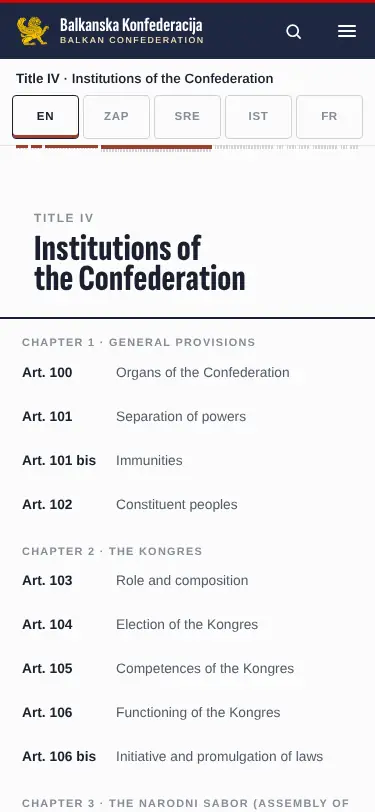 Balkanska Konfederacija
BALKAN CONFEDERATION
Title IV · Institutions of the Confederation
EN
ZAP
SRE
IST
FR
TITLE IV
Institutions of
the Confederation
CHAPTER 1 · GENERAL PROVISIONS
Art. 100 Organs of the Confederation
Art. 101 Separation of powers
Art. 101 bis Immunities
Art. 102 Constituent peoples
CHAPTER 2 · THE KONGRES
Art. 103 Role and composition
Art. 104 Election of the Kongres
Art. 105 Competences of the Kongres
Art. 106 Functioning of the Kongres
Art. 106 bis Initiative and promulgation of laws
CHAPTER 3 · THE NARODNI SABOR (ASSEMBLY OF